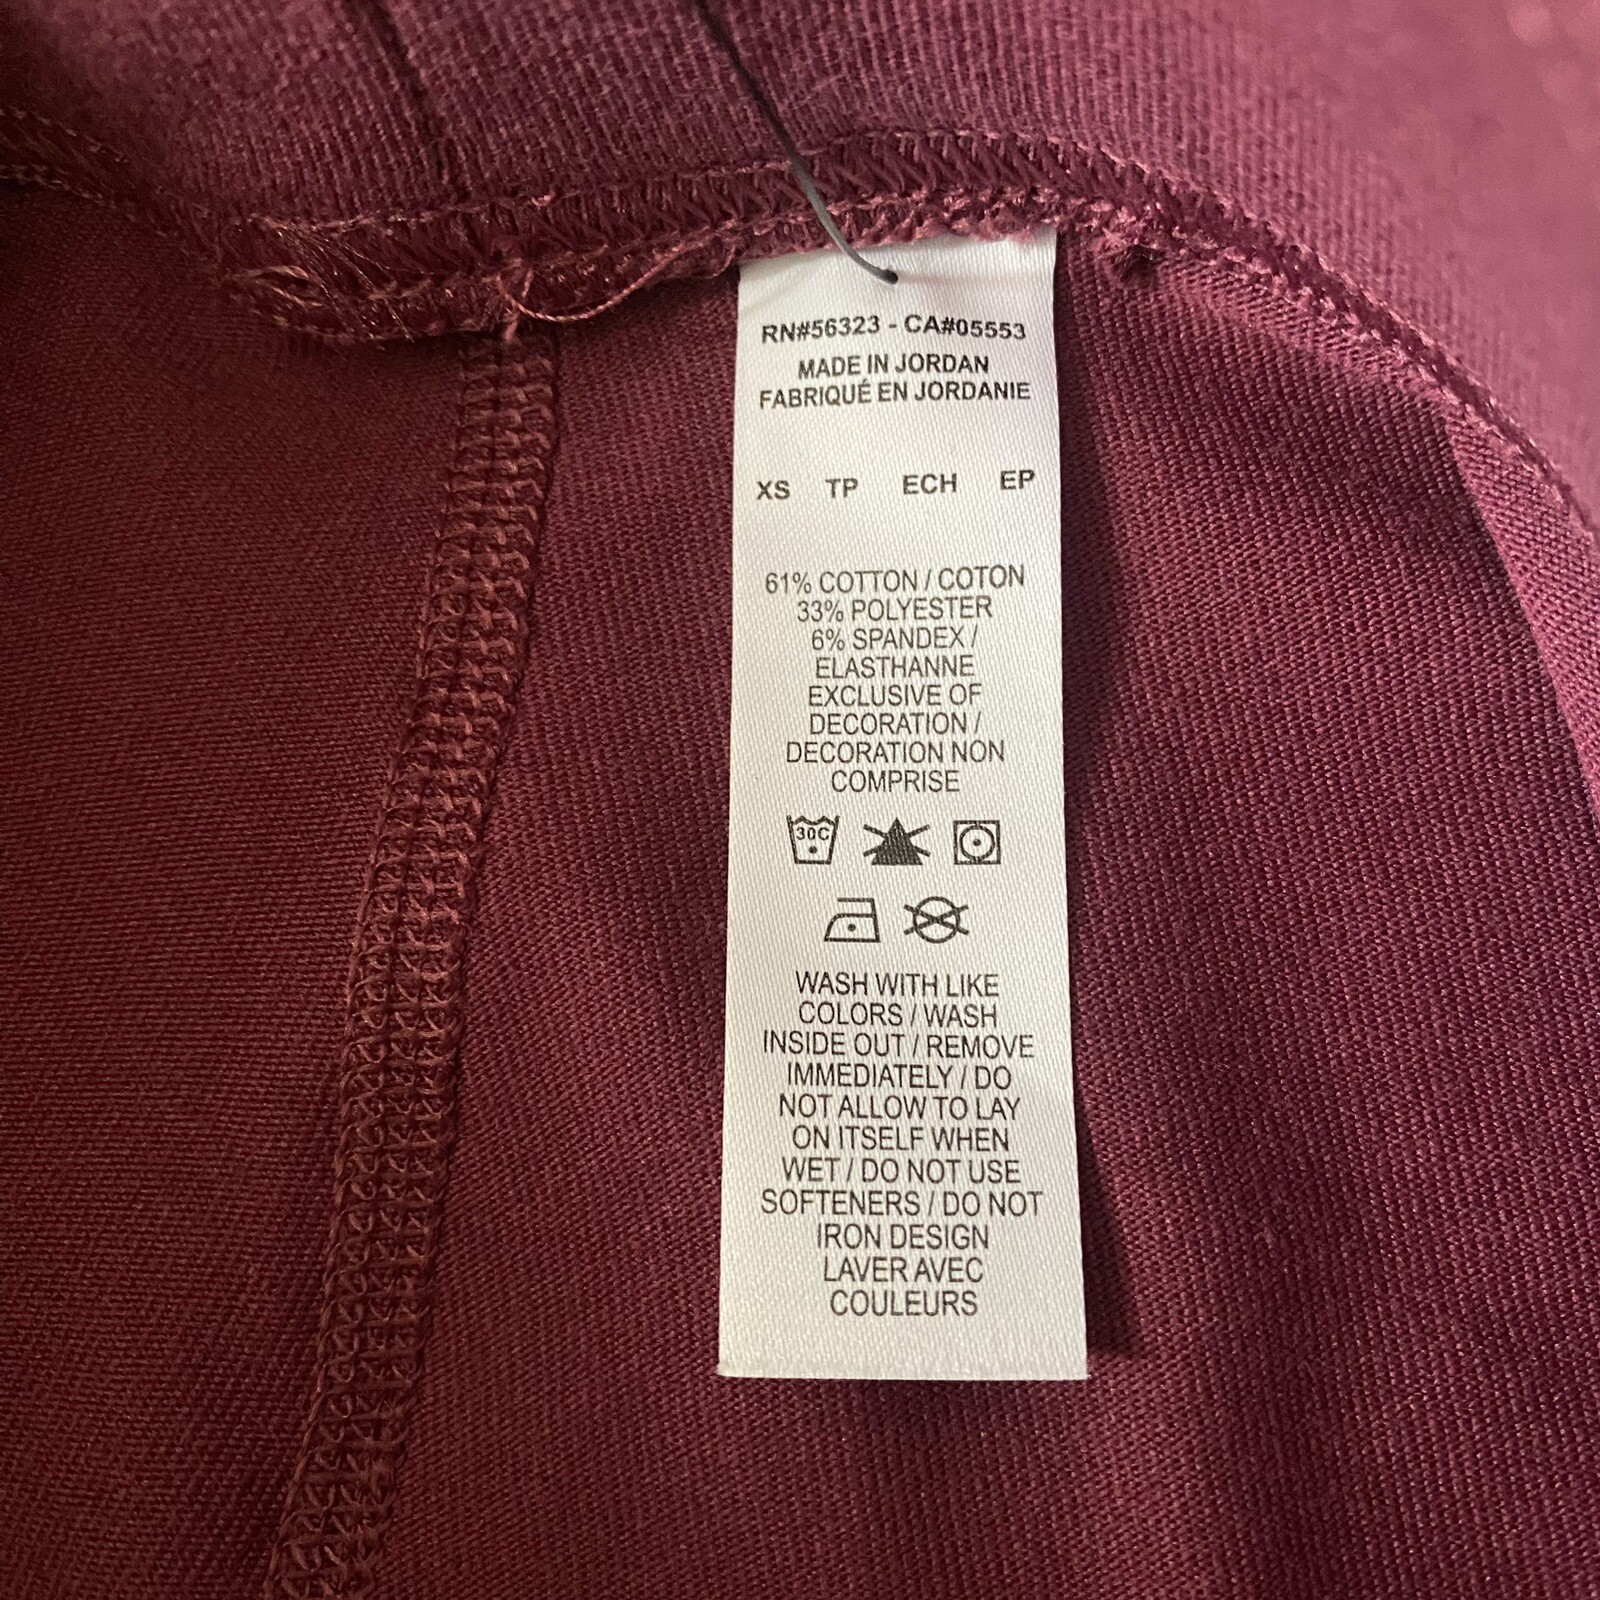 RN#56323 - CA#05553
MADE IN JORDAN
FABRIQUÉ EN JORDANIE
XS TP ECH EP
61% COTTON / COTON
33% POLYESTER
6% SPANDEX /
ELASTHANNE
EXCLUSIVE OF
DECORATION /
DECORATION NON
COMPRISE
30C
WASH WITH LIKE
COLORS / WASH
INSIDE OUT / REMOVE
IMMEDIATELY / DO
NOT ALLOW TO LAY
ON ITSELF WHEN
WET / DO NOT USE
SOFTENERS / DO NOT
IRON DESIGN
LAVER AVEC
COULEURS